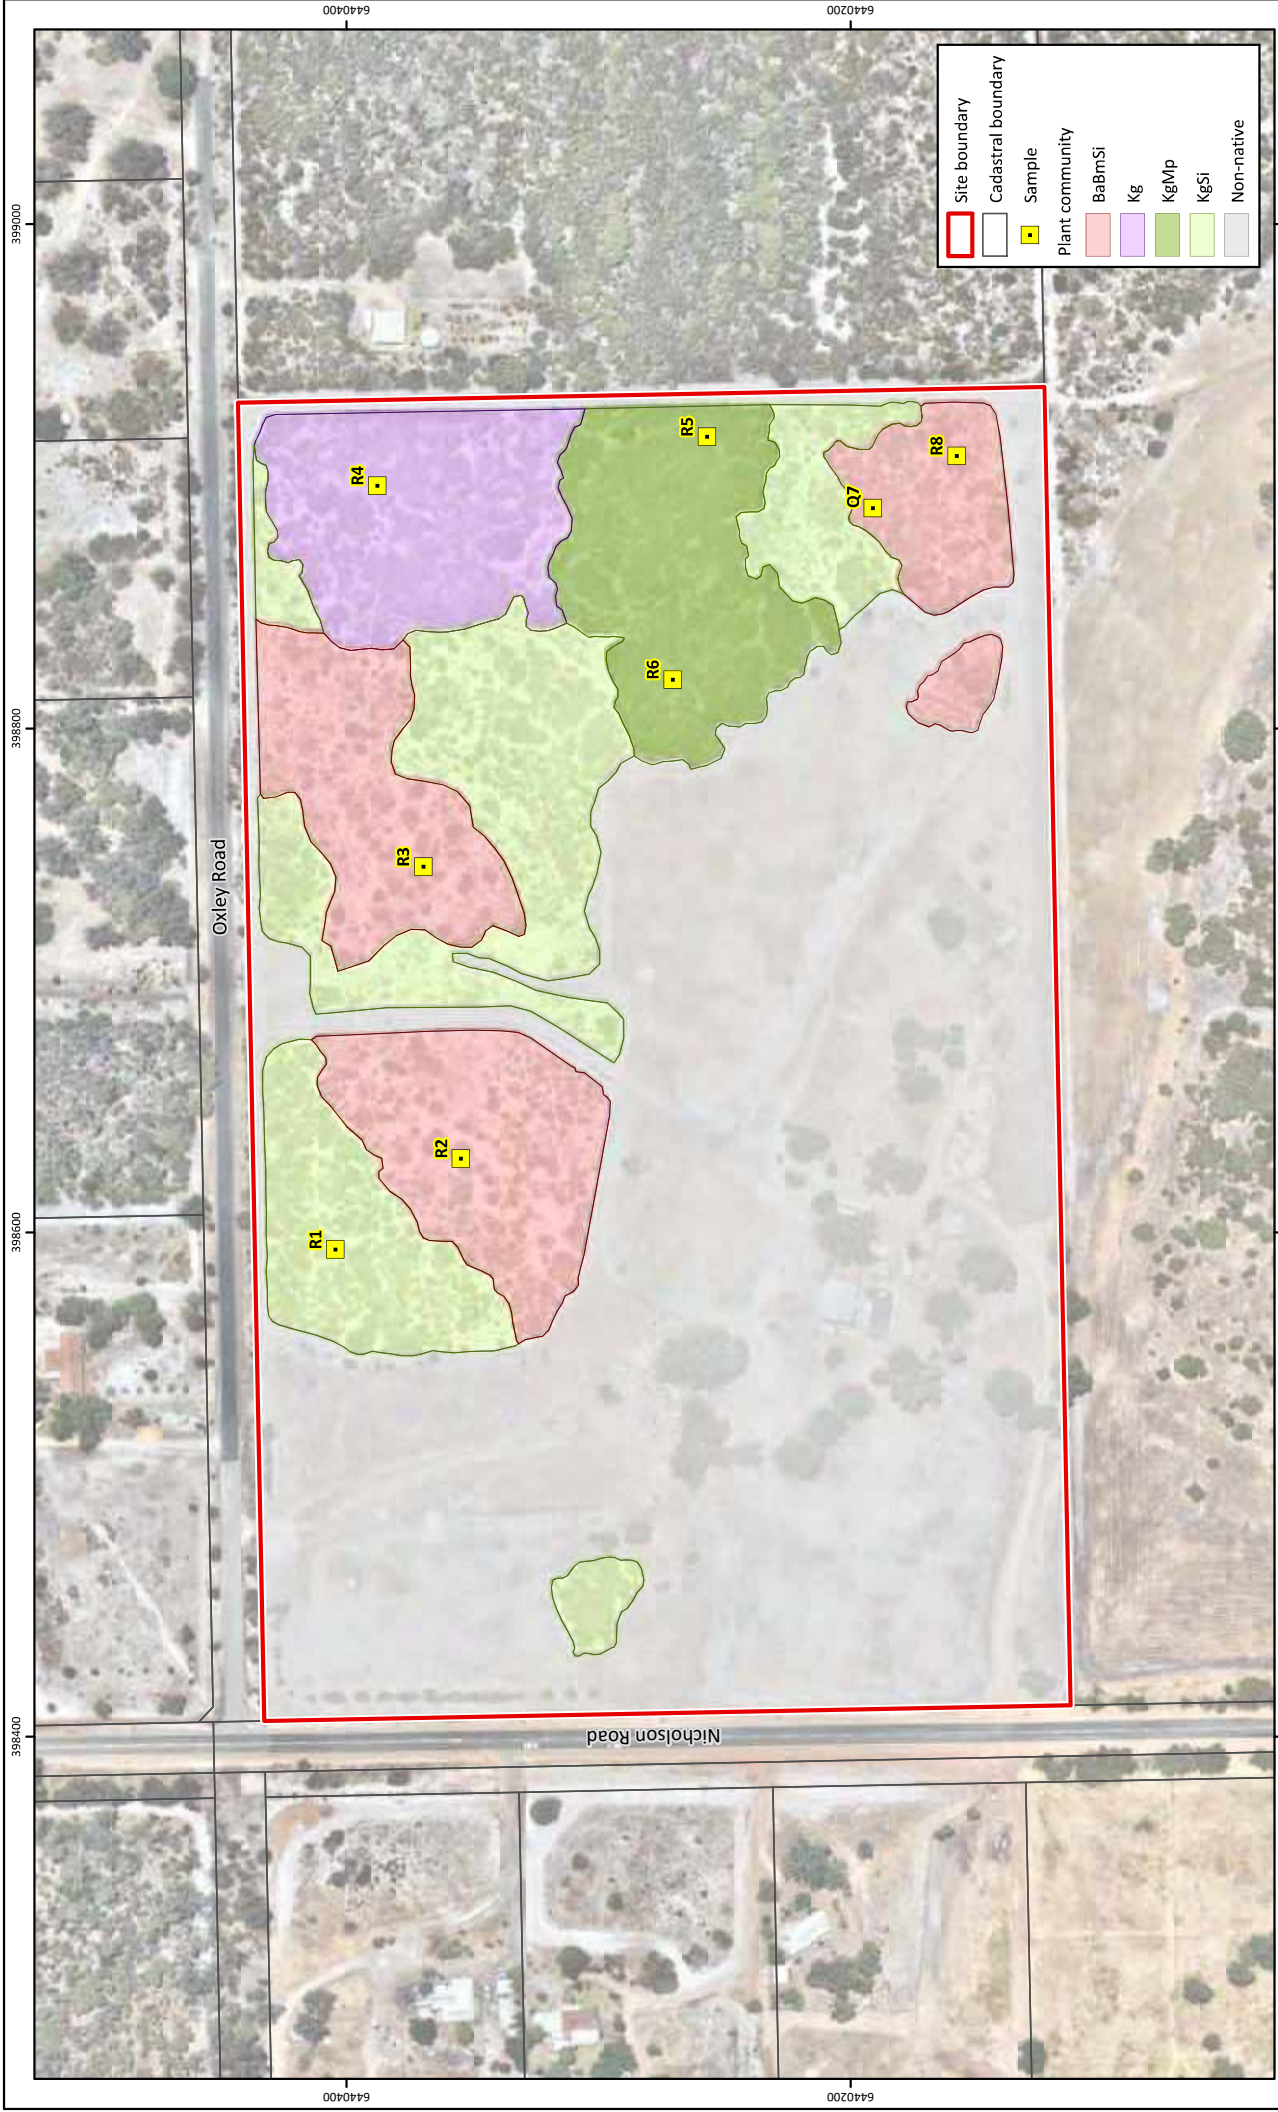 398400
398600
398800
399000
6440400
6440400
6440200
6440200
Oxley Road
Nicholson Road
R1
R2
R3
R4
R5
R6
Q7
R8
Site boundary
Cadastral boundary
Sample
Plant community
BaBmSi
Kg
KgMp
KgSi
Non-native